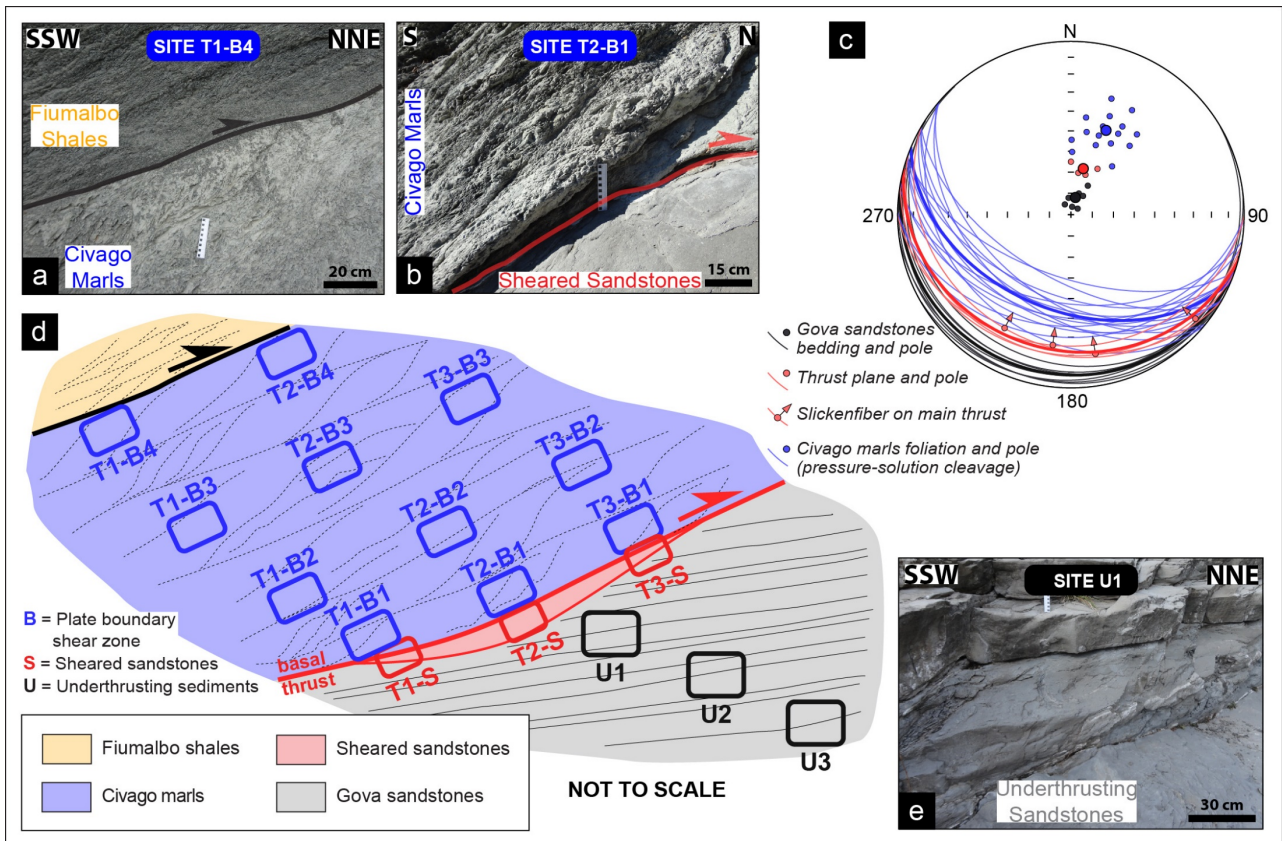 a
SSW
SITE T1-B4
NNE
Fiumalbo
Shales
Civago
Marls
20 cm
b
S
SITE T2-B1
N
Civago Marls
Sheared Sandstones
15 cm
c
N
270
90
180
Gova sandstones
bedding and pole
Thrust plane and pole
Slickenfiber on main thrust
Civago marls foliation and pole
(pressure-solution cleavage)
d
T1-B4
T2-B4
T3-B3
T2-B3
T1-B3
T3-B2
T2-B2
T1-B2
T3-B1
T2-B1
T1-B1
T3-S
T2-S
T1-S
basal
thrust
U1
U2
U3
B = Plate boundary
shear zone
S = Sheared sandstones
U = Underthrusting sediments
Fiumalbo shales
Sheared sandstones
Civago marls
Gova sandstones
NOT TO SCALE
e
SSW
SITE U1
NNE
Underthrusting
Sandstones
30 cm